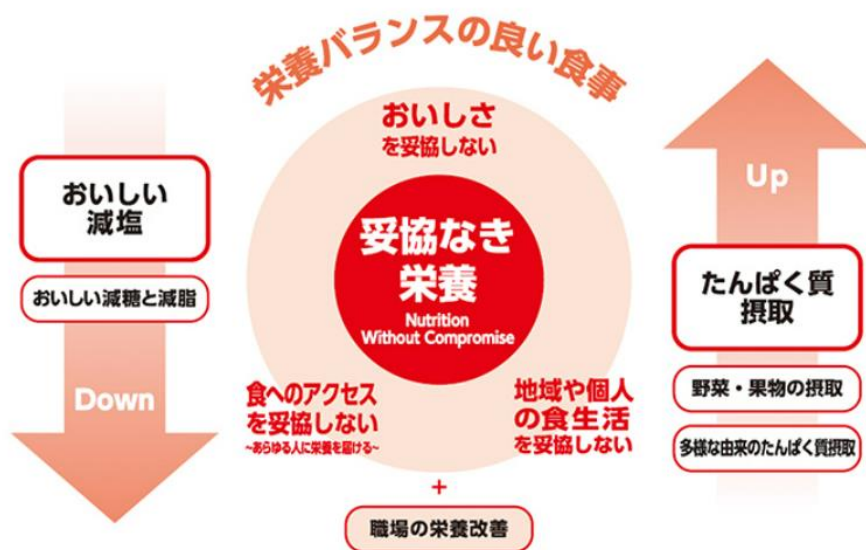 栄養バランスの良い食事
おいしさ
を妥協しない
妥協なき
栄養
Nutrition
Without Compromise
食へのアクセス
を妥協しない
~あらゆる人に栄養を届ける~
地域や個人
の食生活
を妥協しない
+
職場の栄養改善
おいしい
減塩
おいしい減糖と減脂
Down
Up
たんぱく質
摂取
野菜・果物の摂取
多様な由来のたんぱく質摂取